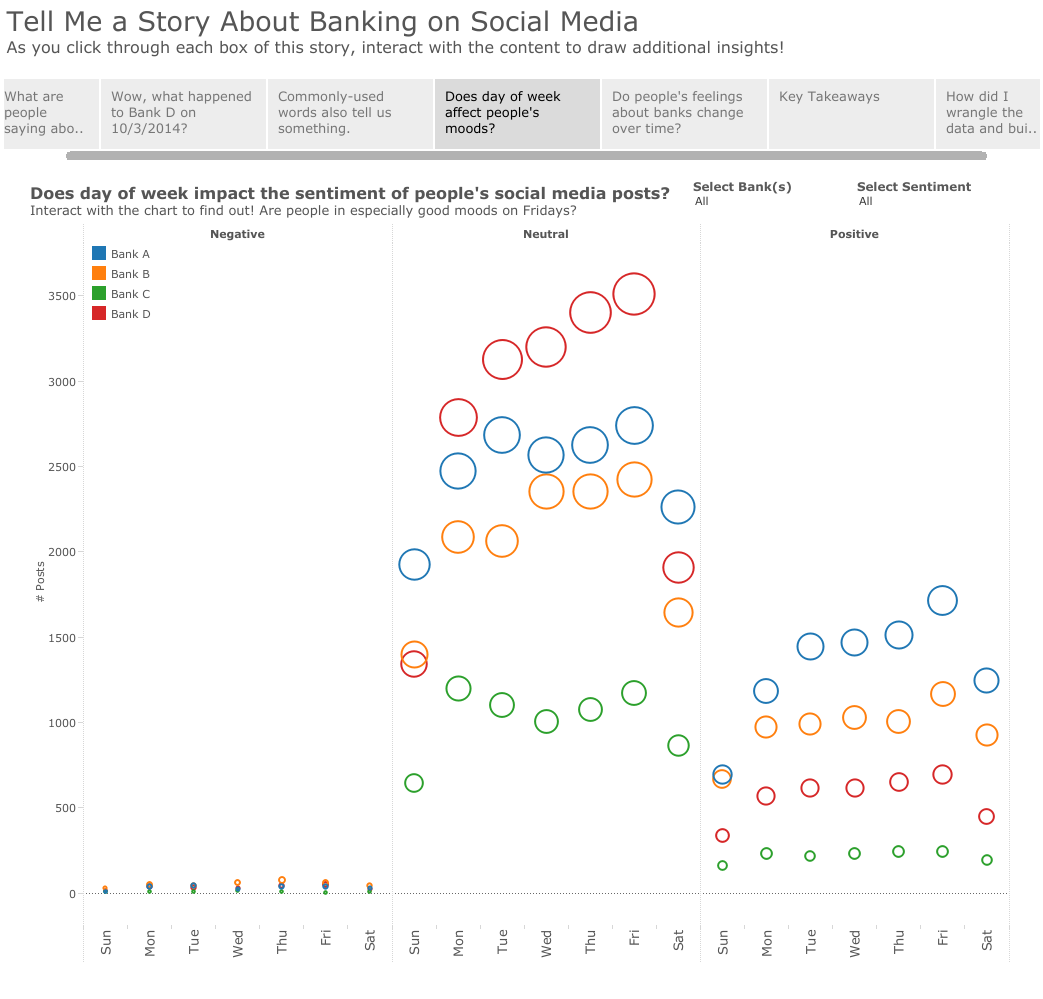 Tell Me a Story About Banking on Social Media
As you click through each box of this story, interact with the content to draw additional insights!
What are
people
saying abo..
Wow, what happened
to Bank D on
10/3/2014?
Commonly-used
words also tell us
something.
Does day of week
affect people's
moods?
Do people's feelings
about banks change
over time?
Key Takeaways
How did I
wrangle the
data and bui..
Does day of week impact the sentiment of people's social media posts?
Interact with the chart to find out! Are people in especially good moods on Fridays?
Select Bank(s)
All
Select Sentiment
All
Negative
Neutral
Positive
Bank A
Bank B
Bank C
Bank D
# Posts
3500
3000
2500
2000
1500
1000
500
0
Sun
Mon
Tue
Wed
Thu
Fri
Sat
Sun
Mon
Tue
Wed
Thu
Fri
Sat
Sun
Mon
Tue
Wed
Thu
Fri
Sat